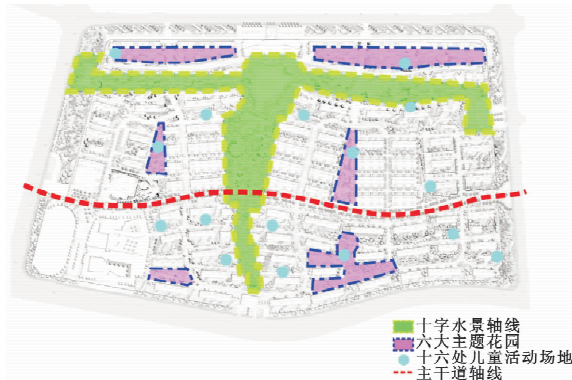 十字水景轴线
六大主题花园
十六处儿童活动场地
主干道轴线